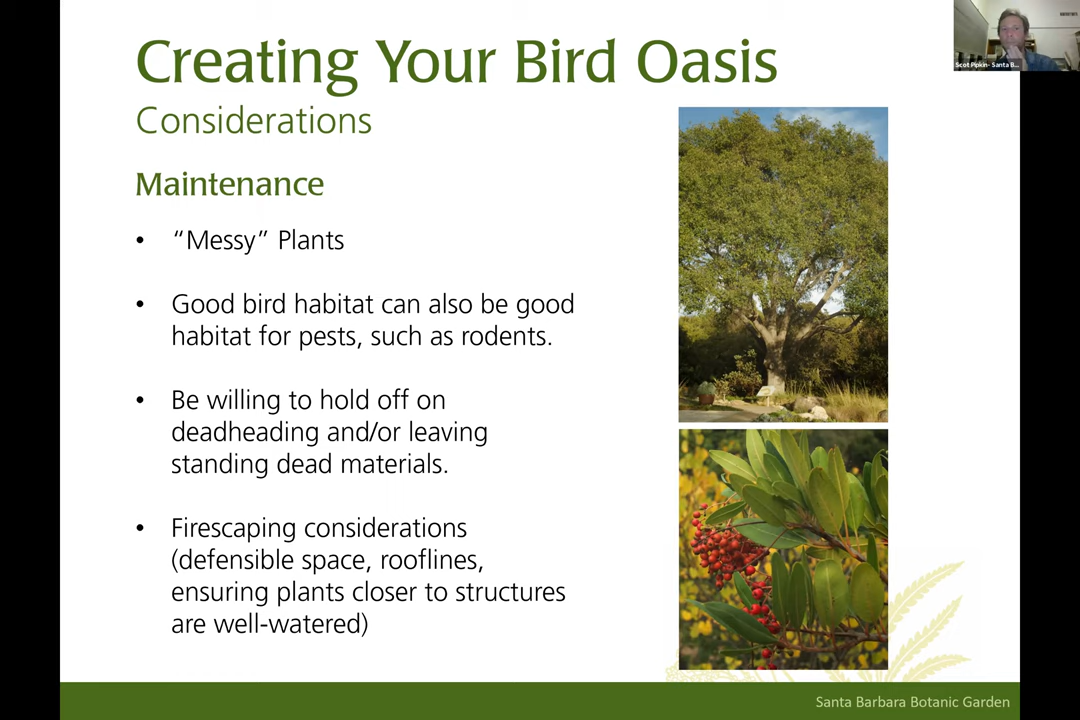 Creating Your Bird Oasis
Considerations
Maintenance
• “Messy” Plants
• Good bird habitat can also be good
habitat for pests, such as rodents.
• Be willing to hold off on
deadheading and/or leaving
standing dead materials.
• Firescaping considerations
(defensible space, rooflines,
ensuring plants closer to structures
are well-watered)
Santa Barbara Botanic Garden
Scot Pipkin- Santa B...